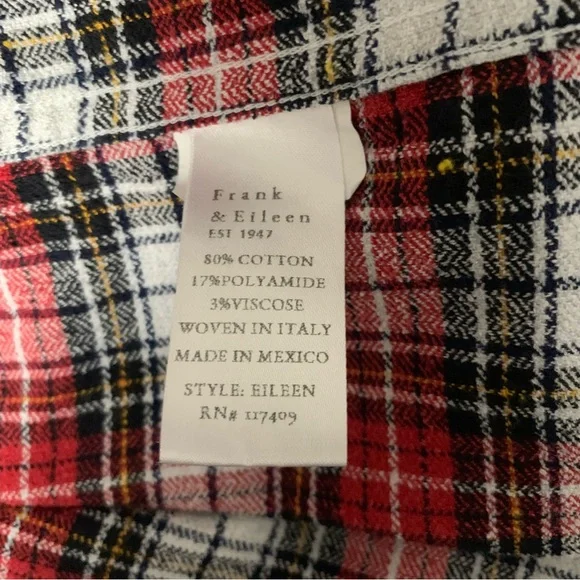 Frank
& Eileen
EST 1947
80% COTTON
17%POLYAMIDE
3%VISCOSE
WOVEN IN ITALY
MADE IN MEXICO
STYLE: EILEEN
RN# 117409